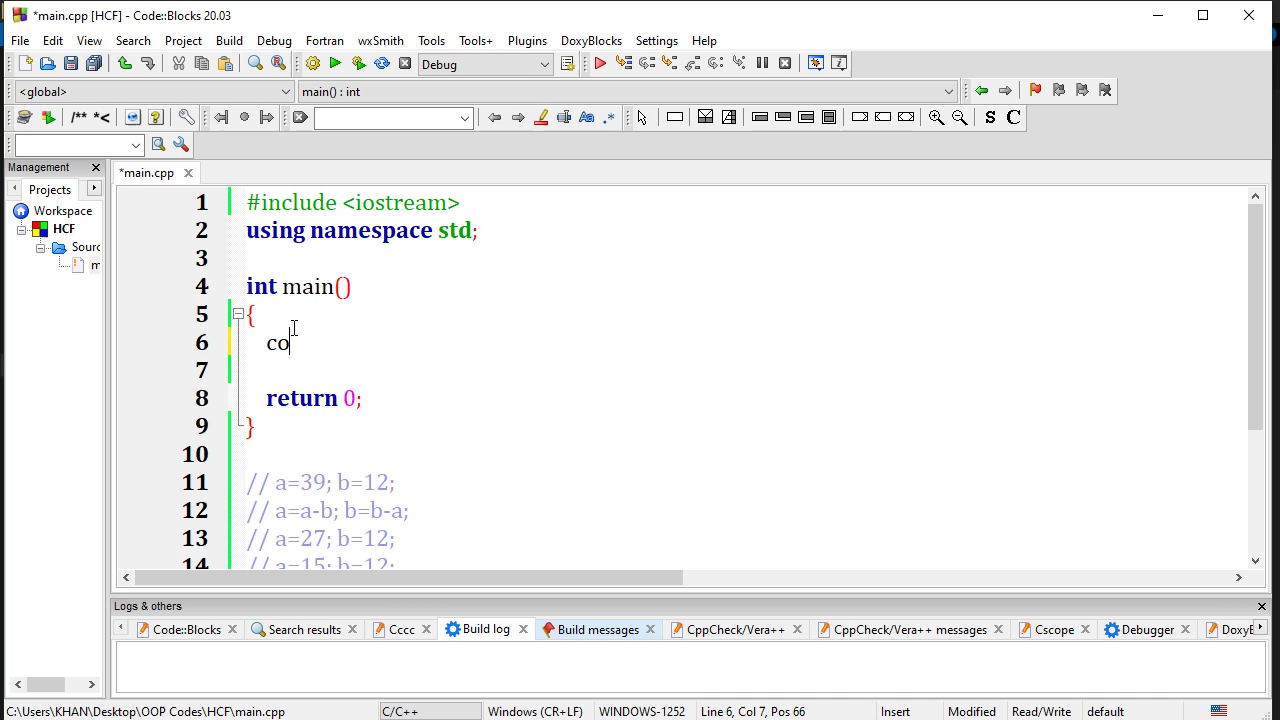 *main.cpp [HCF] - Code::Blocks 20.03
File Edit View Search Project Build Debug Fortran wxSmith Tools Tools+ Plugins DoxyBlocks Settings Help
Debug
<global> main() : int
/** *<
Aa .* S C
Management
*main.cpp
Projects
Workspace
HCF
Sourc
m
1 #include <iostream>
2 using namespace std;
3
4 int main()
5 {
6 co
7
8 return 0;
9 }
10
11 // a=39; b=12;
12 // a=a-b; b=b-a;
13 // a=27; b=12;
14 // a=15; b=12;
Logs & others
Code::Blocks Search results Cccc Build log Build messages CppCheck/Vera++ CppCheck/Vera++ messages Cscope Debugger DoxyB
C:\Users\KHAN\Desktop\OOP Codes\HCF\main.cpp C/C++ Windows (CR+LF) WINDOWS-1252 Line 6, Col 7, Pos 66 Insert Modified Read/Write default